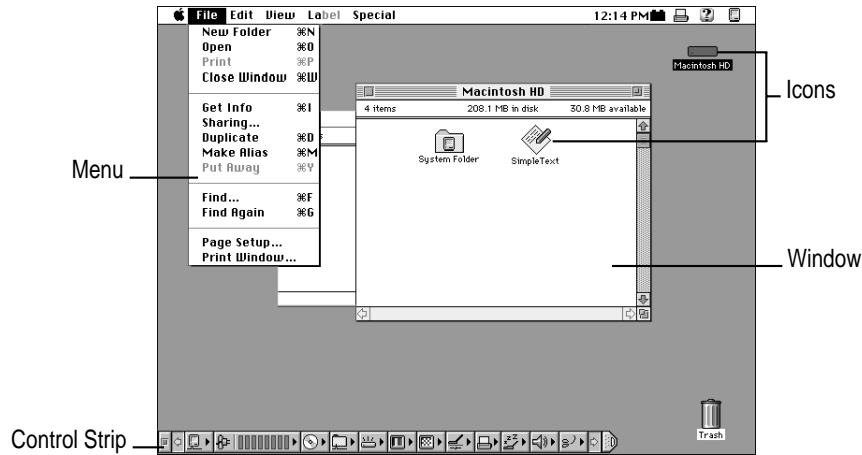 File Edit View Label Special 12:14 PM
New Folder ⌘N
Open ⌘O
Print ⌘P
Close Window ⌘W
Get Info ⌘I
Sharing...
Duplicate ⌘D
Make Alias ⌘M
Put Away ⌘Y
Find... ⌘F
Find Again ⌘G
Page Setup...
Print Window...
Macintosh HD
Macintosh HD
4 items 208.1 MB in disk 30.8 MB available
System Folder SimpleText
Trash
Icons
Menu
Window
Control Strip